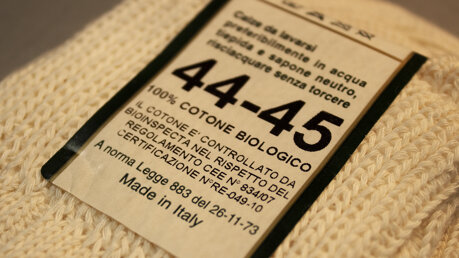 Calza da lavarsi
preferibilmente in acqua
tiepida e sapone neutro,
risciacquare senza torcere
44-45
100% COTONE BIOLOGICO
IL COTONE E' CONTROLLATO DA
BIOINSPECTA NEL RISPETTO DEL
REGOLAMENTO CEE N° 834/07
CERTIFICAZIONE N°RE-049-10
A norma Legge 883 del 26-11-73
Made in Italy